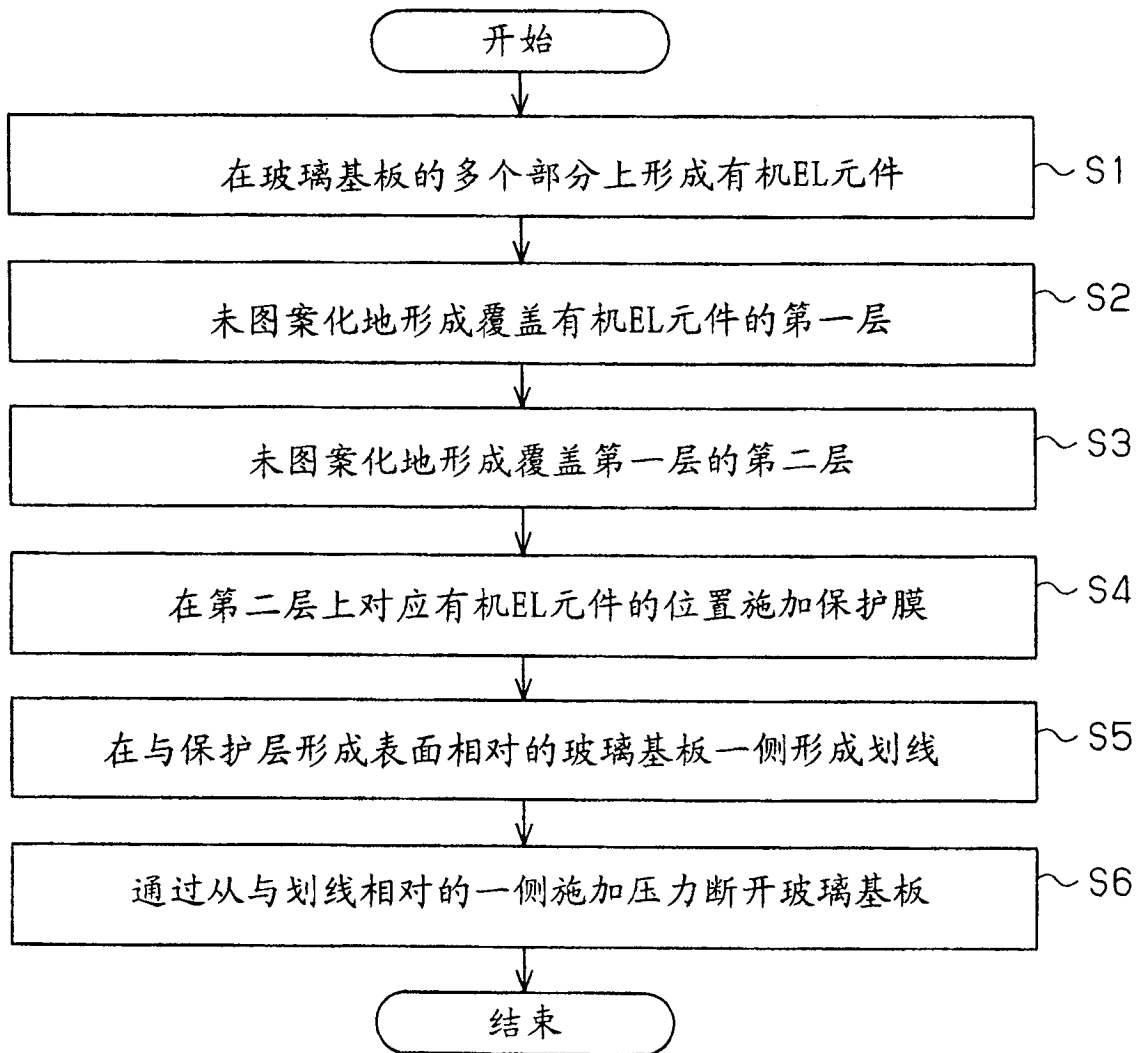 开始
在玻璃基板的多个部分上形成有机EL元件
S1
未图案化地形成覆盖有机EL元件的第一层
S2
未图案化地形成覆盖第一层的第二层
S3
在第二层上对应有机EL元件的位置施加保护膜
S4
在与保护层形成表面相对的玻璃基板一侧形成划线
S5
通过从与划线相对的一侧施加压力断开玻璃基板
S6
结束